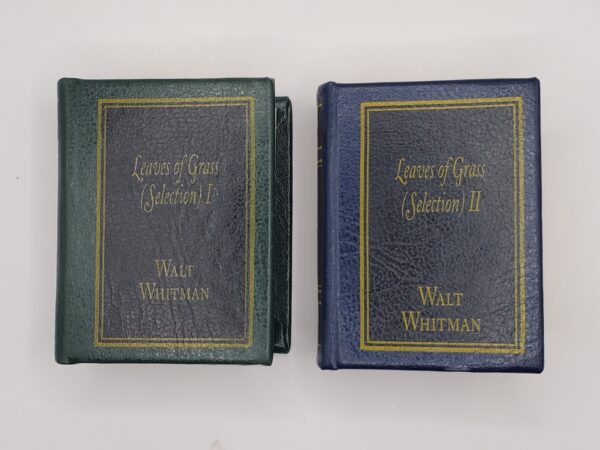 Leaves of Grass
(Selection) I
WALT
WHITMAN
Leaves of Grass
(Selection) II
WALT
WHITMAN